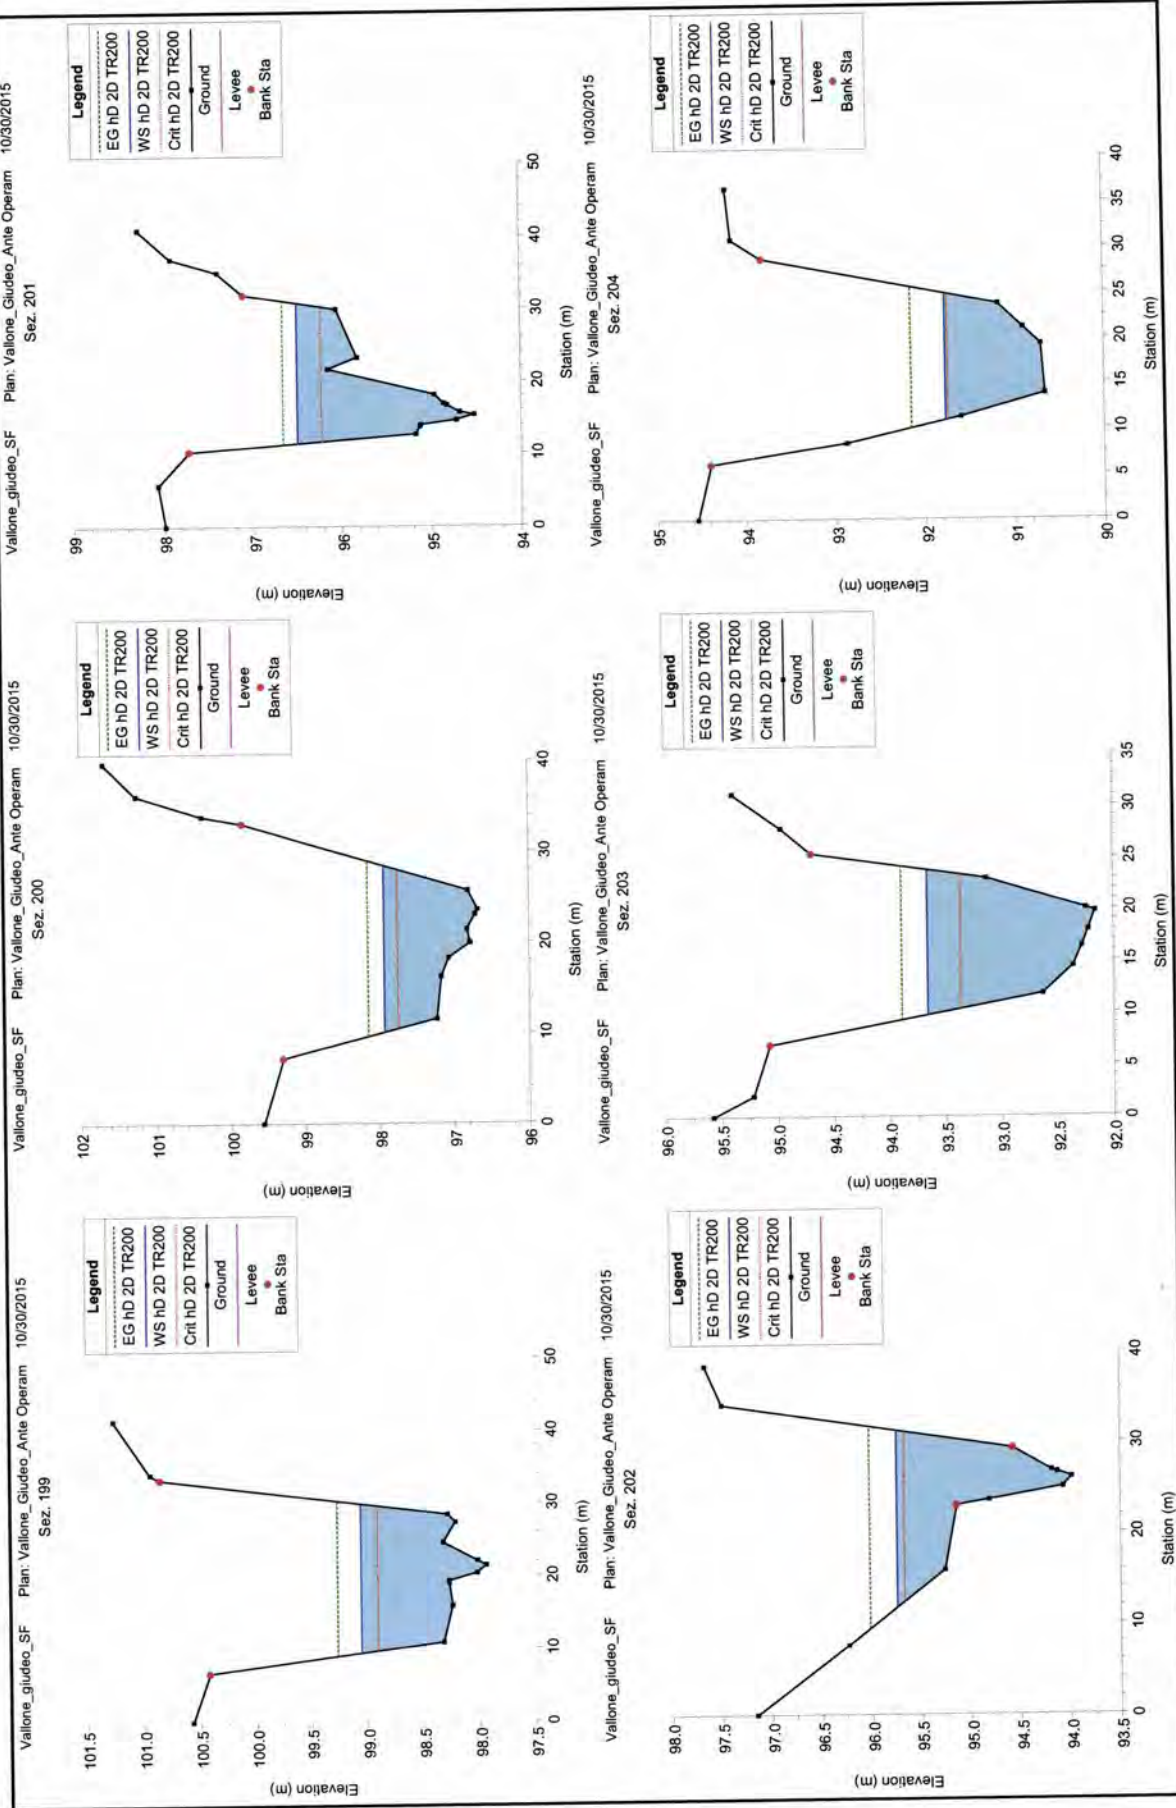 Vallone_giudeo_SF Plan: Vallone_Giudeo_Ante Operam 10/30/2015
Sez. 199
Legend
EG hD 2D TR200
WS hD 2D TR200
Crit hD 2D TR200
Ground
Levee
Bank Sta
Elevation (m)
101.5
101.0
100.5
100.0
99.5
99.0
98.5
98.0
97.5
0 10 20 30 40 50
Station (m)
Vallone_giudeo_SF Plan: Vallone_Giudeo_Ante Operam 10/30/2015
Sez. 200
Legend
EG hD 2D TR200
WS hD 2D TR200
Crit hD 2D TR200
Ground
Levee
Bank Sta
Elevation (m)
102
101
100
99
98
97
96
0 10 20 30 40
Station (m)
Vallone_giudeo_SF Plan: Vallone_Giudeo_Ante Operam 10/30/2015
Sez. 201
Legend
EG hD 2D TR200
WS hD 2D TR200
Crit hD 2D TR200
Ground
Levee
Bank Sta
Elevation (m)
99
98
97
96
95
94
0 10 20 30 40 50
Station (m)
Vallone_giudeo_SF Plan: Vallone_Giudeo_Ante Operam 10/30/2015
Sez. 202
Legend
EG hD 2D TR200
WS hD 2D TR200
Crit hD 2D TR200
Ground
Levee
Bank Sta
Elevation (m)
98.0
97.5
97.0
96.5
96.0
95.5
95.0
94.5
94.0
93.5
0 10 20 30 40
Station (m)
Vallone_giudeo_SF Plan: Vallone_Giudeo_Ante Operam 10/30/2015
Sez. 203
Legend
EG hD 2D TR200
WS hD 2D TR200
Crit hD 2D TR200
Ground
Levee
Bank Sta
Elevation (m)
96.0
95.5
95.0
94.5
94.0
93.5
93.0
92.5
92.0
0 5 10 15 20 25 30 35
Station (m)
Vallone_giudeo_SF Plan: Vallone_Giudeo_Ante Operam 10/30/2015
Sez. 204
Legend
EG hD 2D TR200
WS hD 2D TR200
Crit hD 2D TR200
Ground
Levee
Bank Sta
Elevation (m)
95
94
93
92
91
90
0 5 10 15 20 25 30 35 40
Station (m)